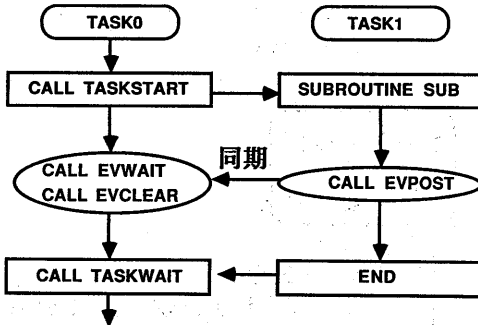 TASK0
TASK1
CALL TASKSTART
SUBROUTINE SUB
CALL EVWAIT
CALL EVCLEAR
同期
CALL EVPOST
CALL TASKWAIT
END